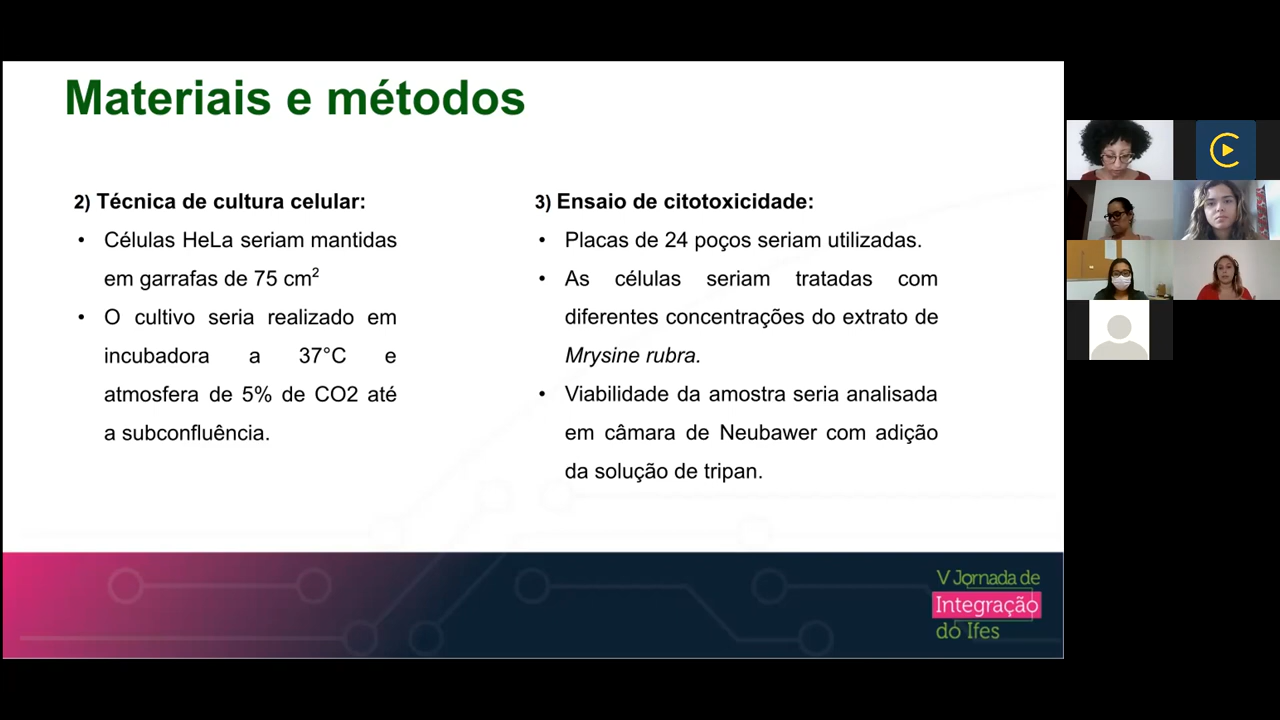 Materiais e métodos
2) Técnica de cultura celular:
• Células HeLa seriam mantidas
em garrafas de 75 cm²
• O cultivo seria realizado em
incubadora a 37°C e
atmosfera de 5% de CO2 até
a subconfluência.
3) Ensaio de citotoxicidade:
• Placas de 24 poços seriam utilizadas.
• As células seriam tratadas com
diferentes concentrações do extrato de
Mrysine rubra.
• Viabilidade da amostra seria analisada
em câmara de Neubawer com adição
da solução de tripan.
V Jornada de
Integração
do Ifes